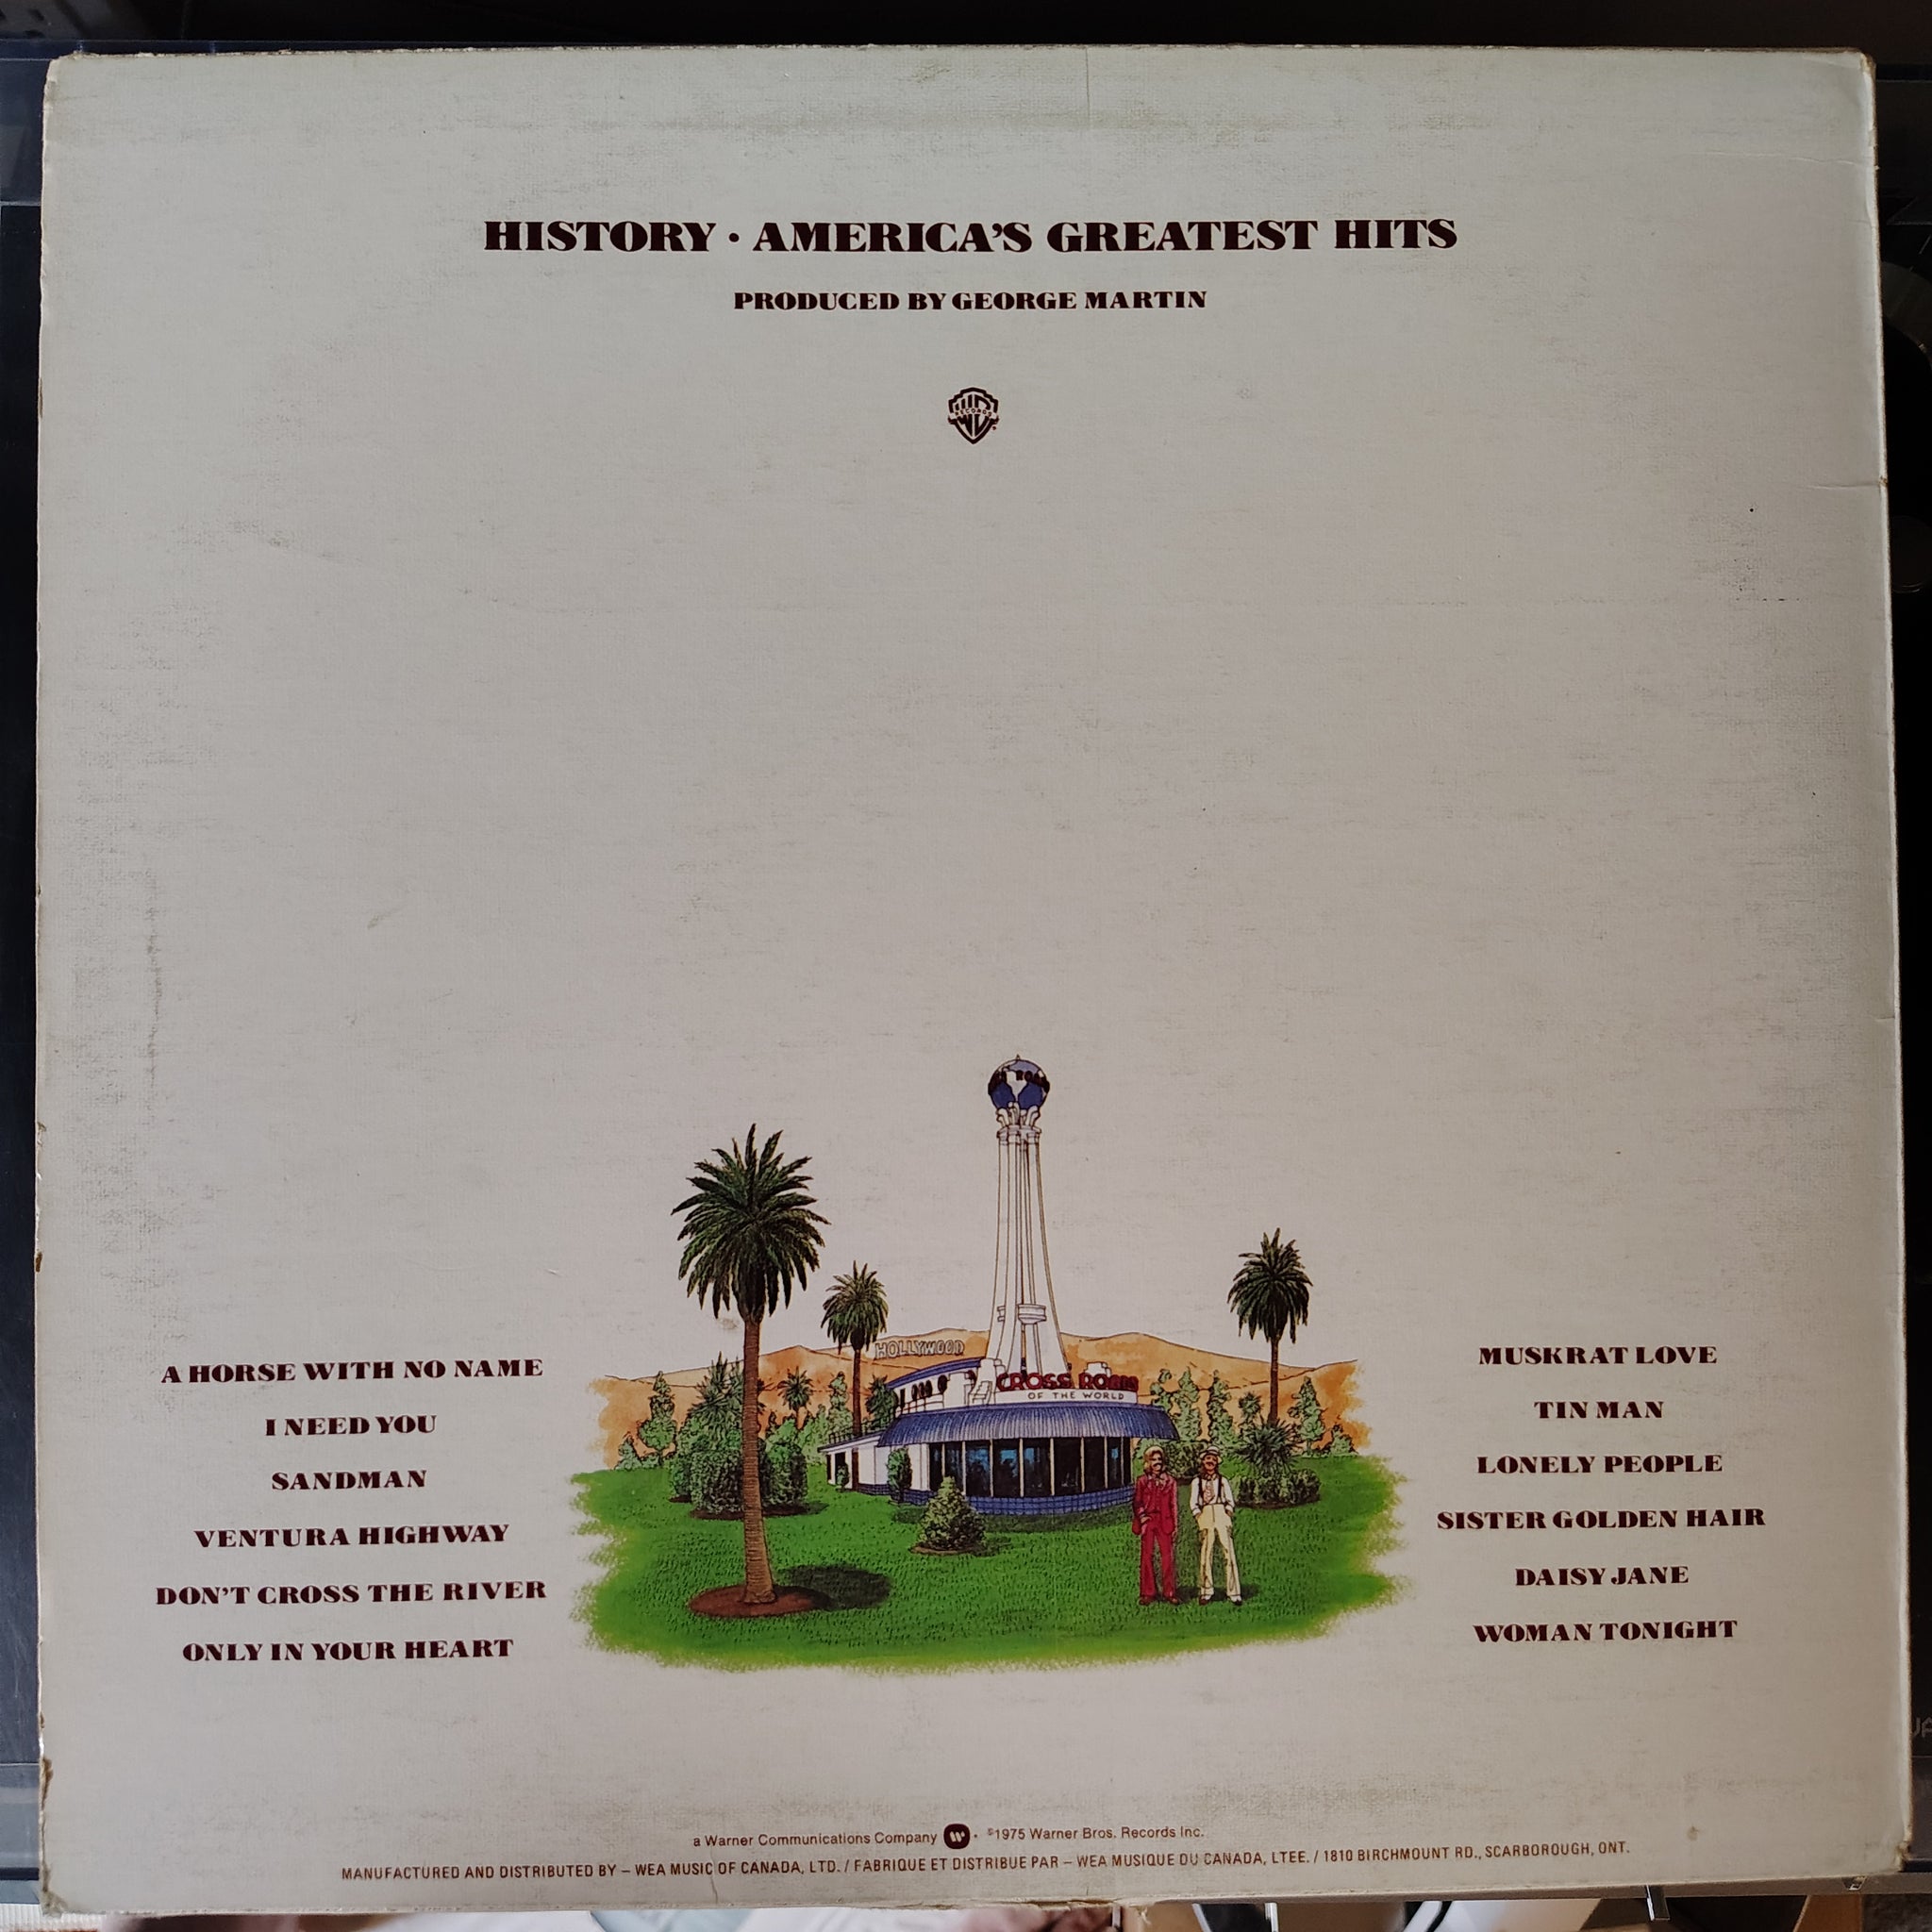 HISTORY • AMERICA'S GREATEST HITS
PRODUCED BY GEORGE MARTIN
RECORDS
HOLLYWOOD
CROSS ROADS
OF THE WORLD
A HORSE WITH NO NAME
I NEED YOU
SANDMAN
VENTURA HIGHWAY
DON'T CROSS THE RIVER
ONLY IN YOUR HEART
MUSKRAT LOVE
TIN MAN
LONELY PEOPLE
SISTER GOLDEN HAIR
DAISY JANE
WOMAN TONIGHT
a Warner Communications Company • ©1975 Warner Bros. Records Inc.
MANUFACTURED AND DISTRIBUTED BY – WEA MUSIC OF CANADA, LTD. / FABRIQUE ET DISTRIBUE PAR – WEA MUSIQUE DU CANADA, LTEE. / 1810 BIRCHMOUNT RD., SCARBOROUGH, ONT.